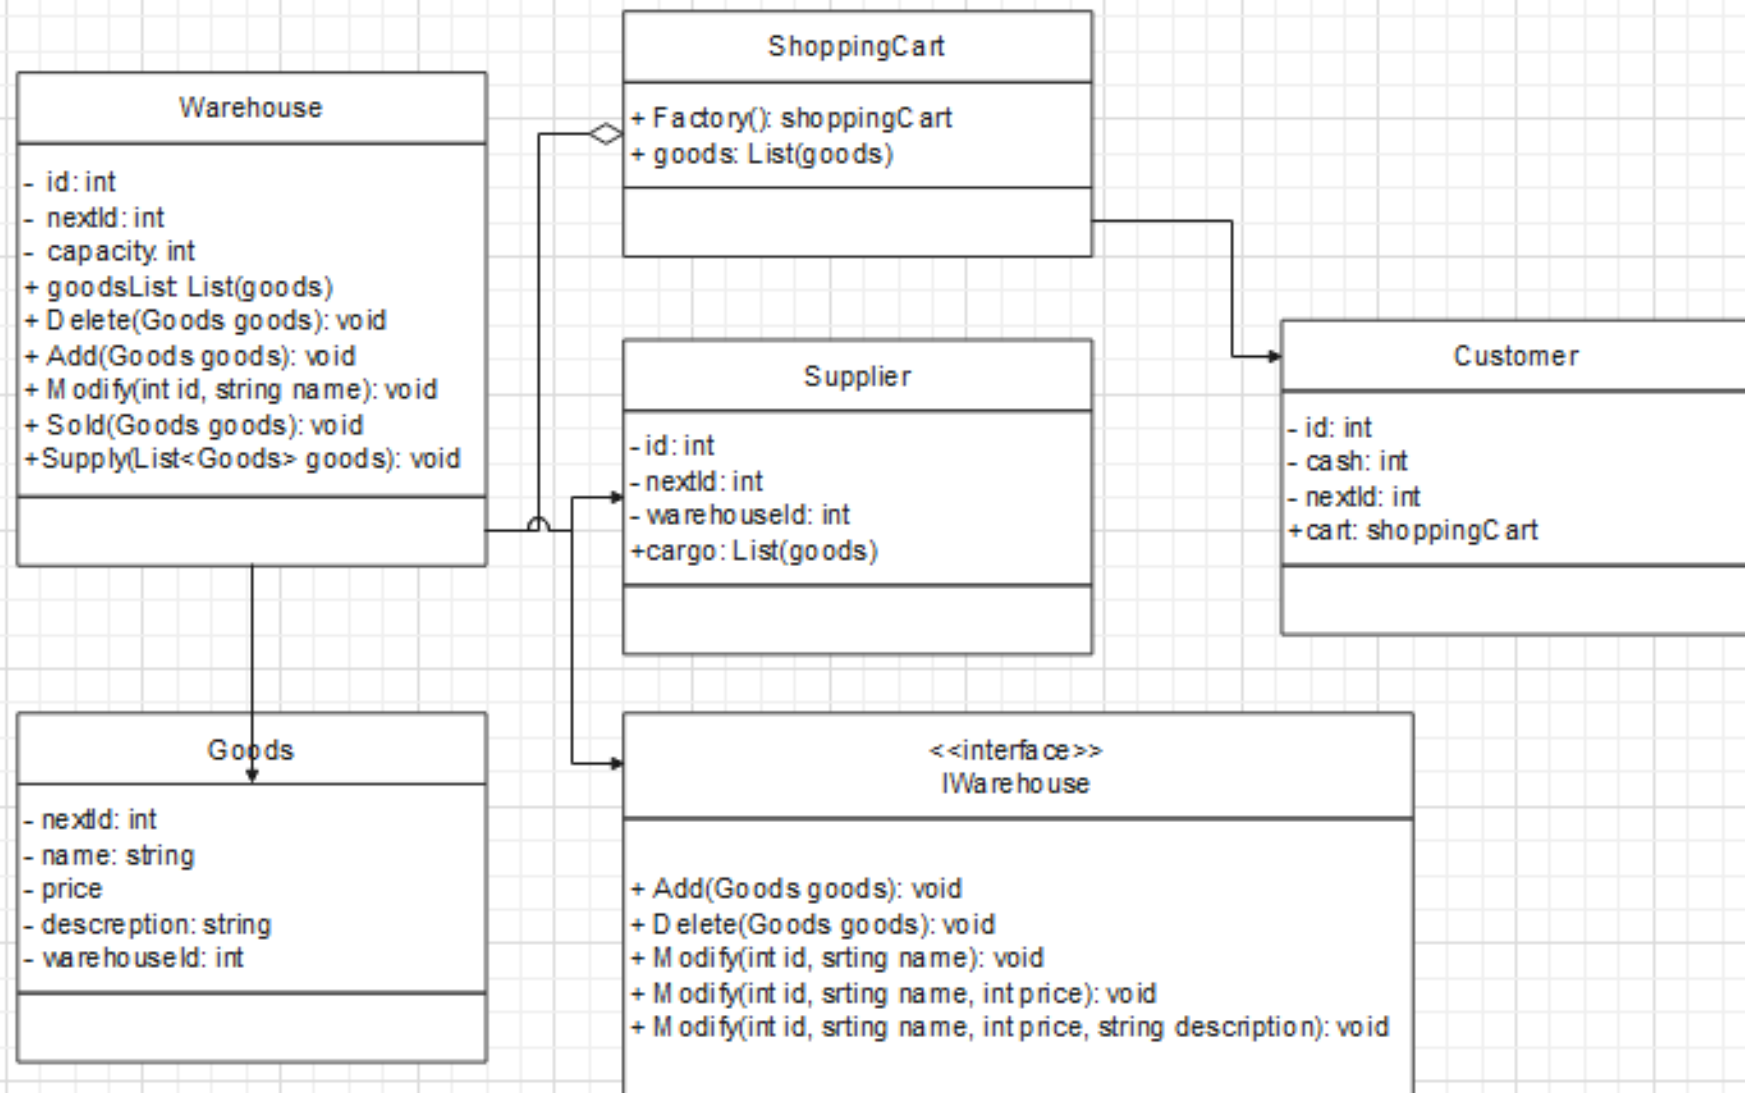 Warehouse
- id: int
- nextId: int
- capacity: int
+ goodsList: List(goods)
+ Delete(Goods goods): void
+ Add(Goods goods): void
+ Modify(int id, string name): void
+ Sold(Goods goods): void
+Supply(List<Goods> goods): void
ShoppingCart
+ Factory(): shoppingCart
+ goods: List(goods)
Supplier
- id: int
- nextId: int
- warehouseId: int
+cargo: List(goods)
Customer
- id: int
- cash: int
- nextId: int
+cart: shoppingCart
Goods
- nextId: int
- name: string
- price
- descreption: string
- warehouseId: int
<<interface>>
IWarehouse
+ Add(Goods goods): void
+ Delete(Goods goods): void
+ Modify(int id, srting name): void
+ Modify(int id, srting name, int price): void
+ Modify(int id, srting name, int price, string description): void